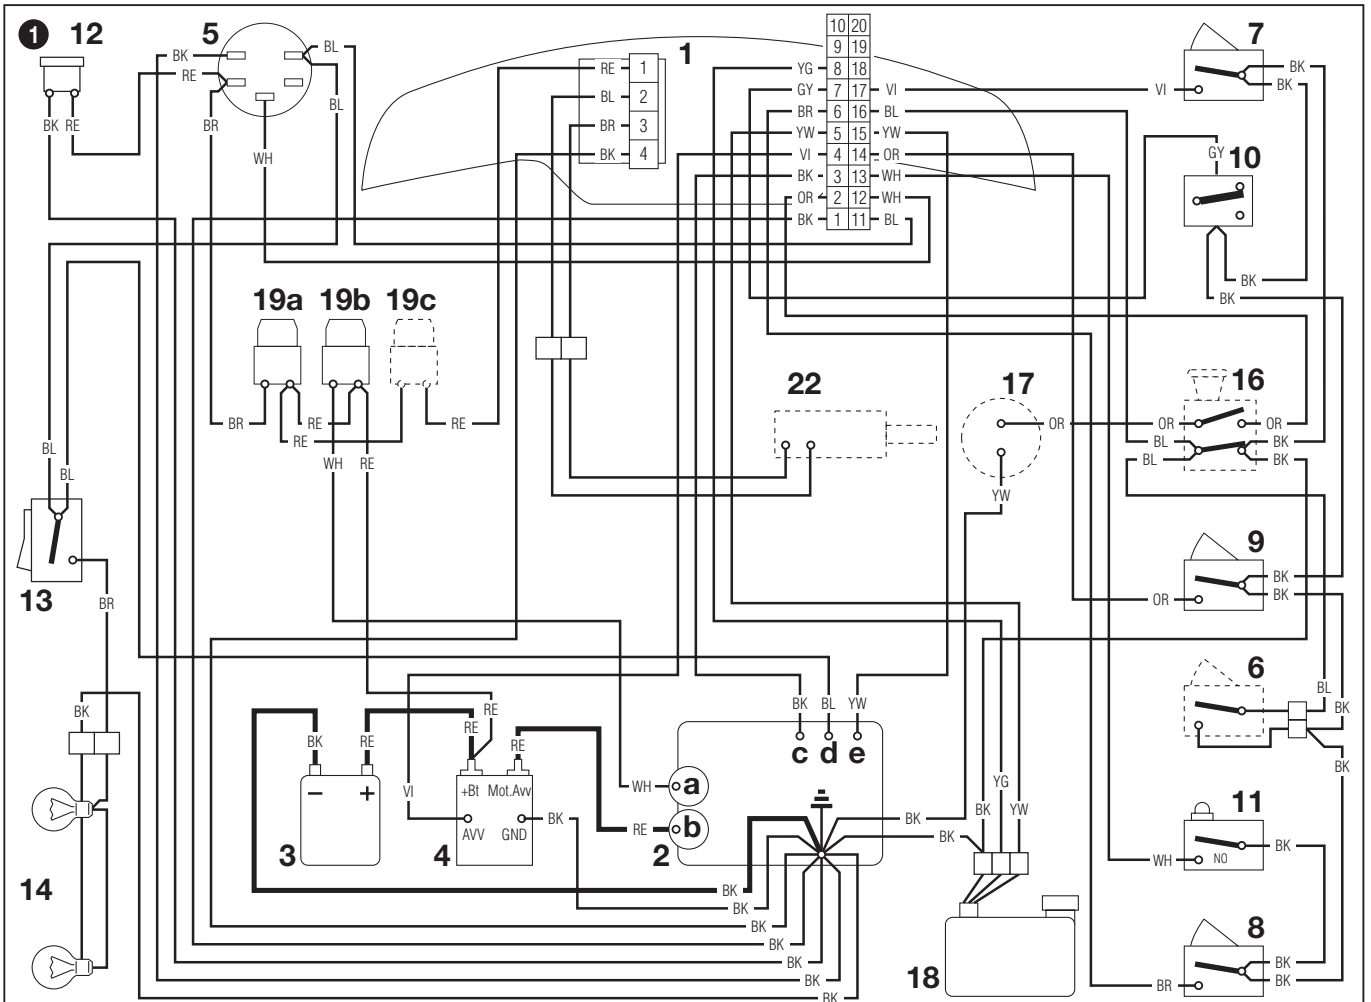 1 12 5 7
10 20
9 19
8 18
7 17
6 16
5 15
4 14
3 13
2 12
1 11
1
RE 1
BL 2
BR 3
BK 4
YG
GY
BR
YW
VI
BK
OR
BK
VI
BL
YW
OR
WH
WH
BL
BK
RE
BL
BL
BR
WH
BK RE
VI
BK
BK
GY 10
BK
BK
19a 19b 19c
BR RE RE
RE
WH RE
22
17
16
OR OR OR
BL BK
BL BK
YW
BL
BL
13
BR
9
BK
BK
OR
6
BL
BK
BK
BK
BK RE
RE RE
RE
BK BL YW
c d e
a
b
WH
RE
2
VI
– +
3
+Bt Mot.Avv
AVV GND
4
BK
BK
BK
BK YG YW
11
BK
WH NO
14
BK
BK
BK
BK
BK
BK
BK
18
8
BK
BK
BR